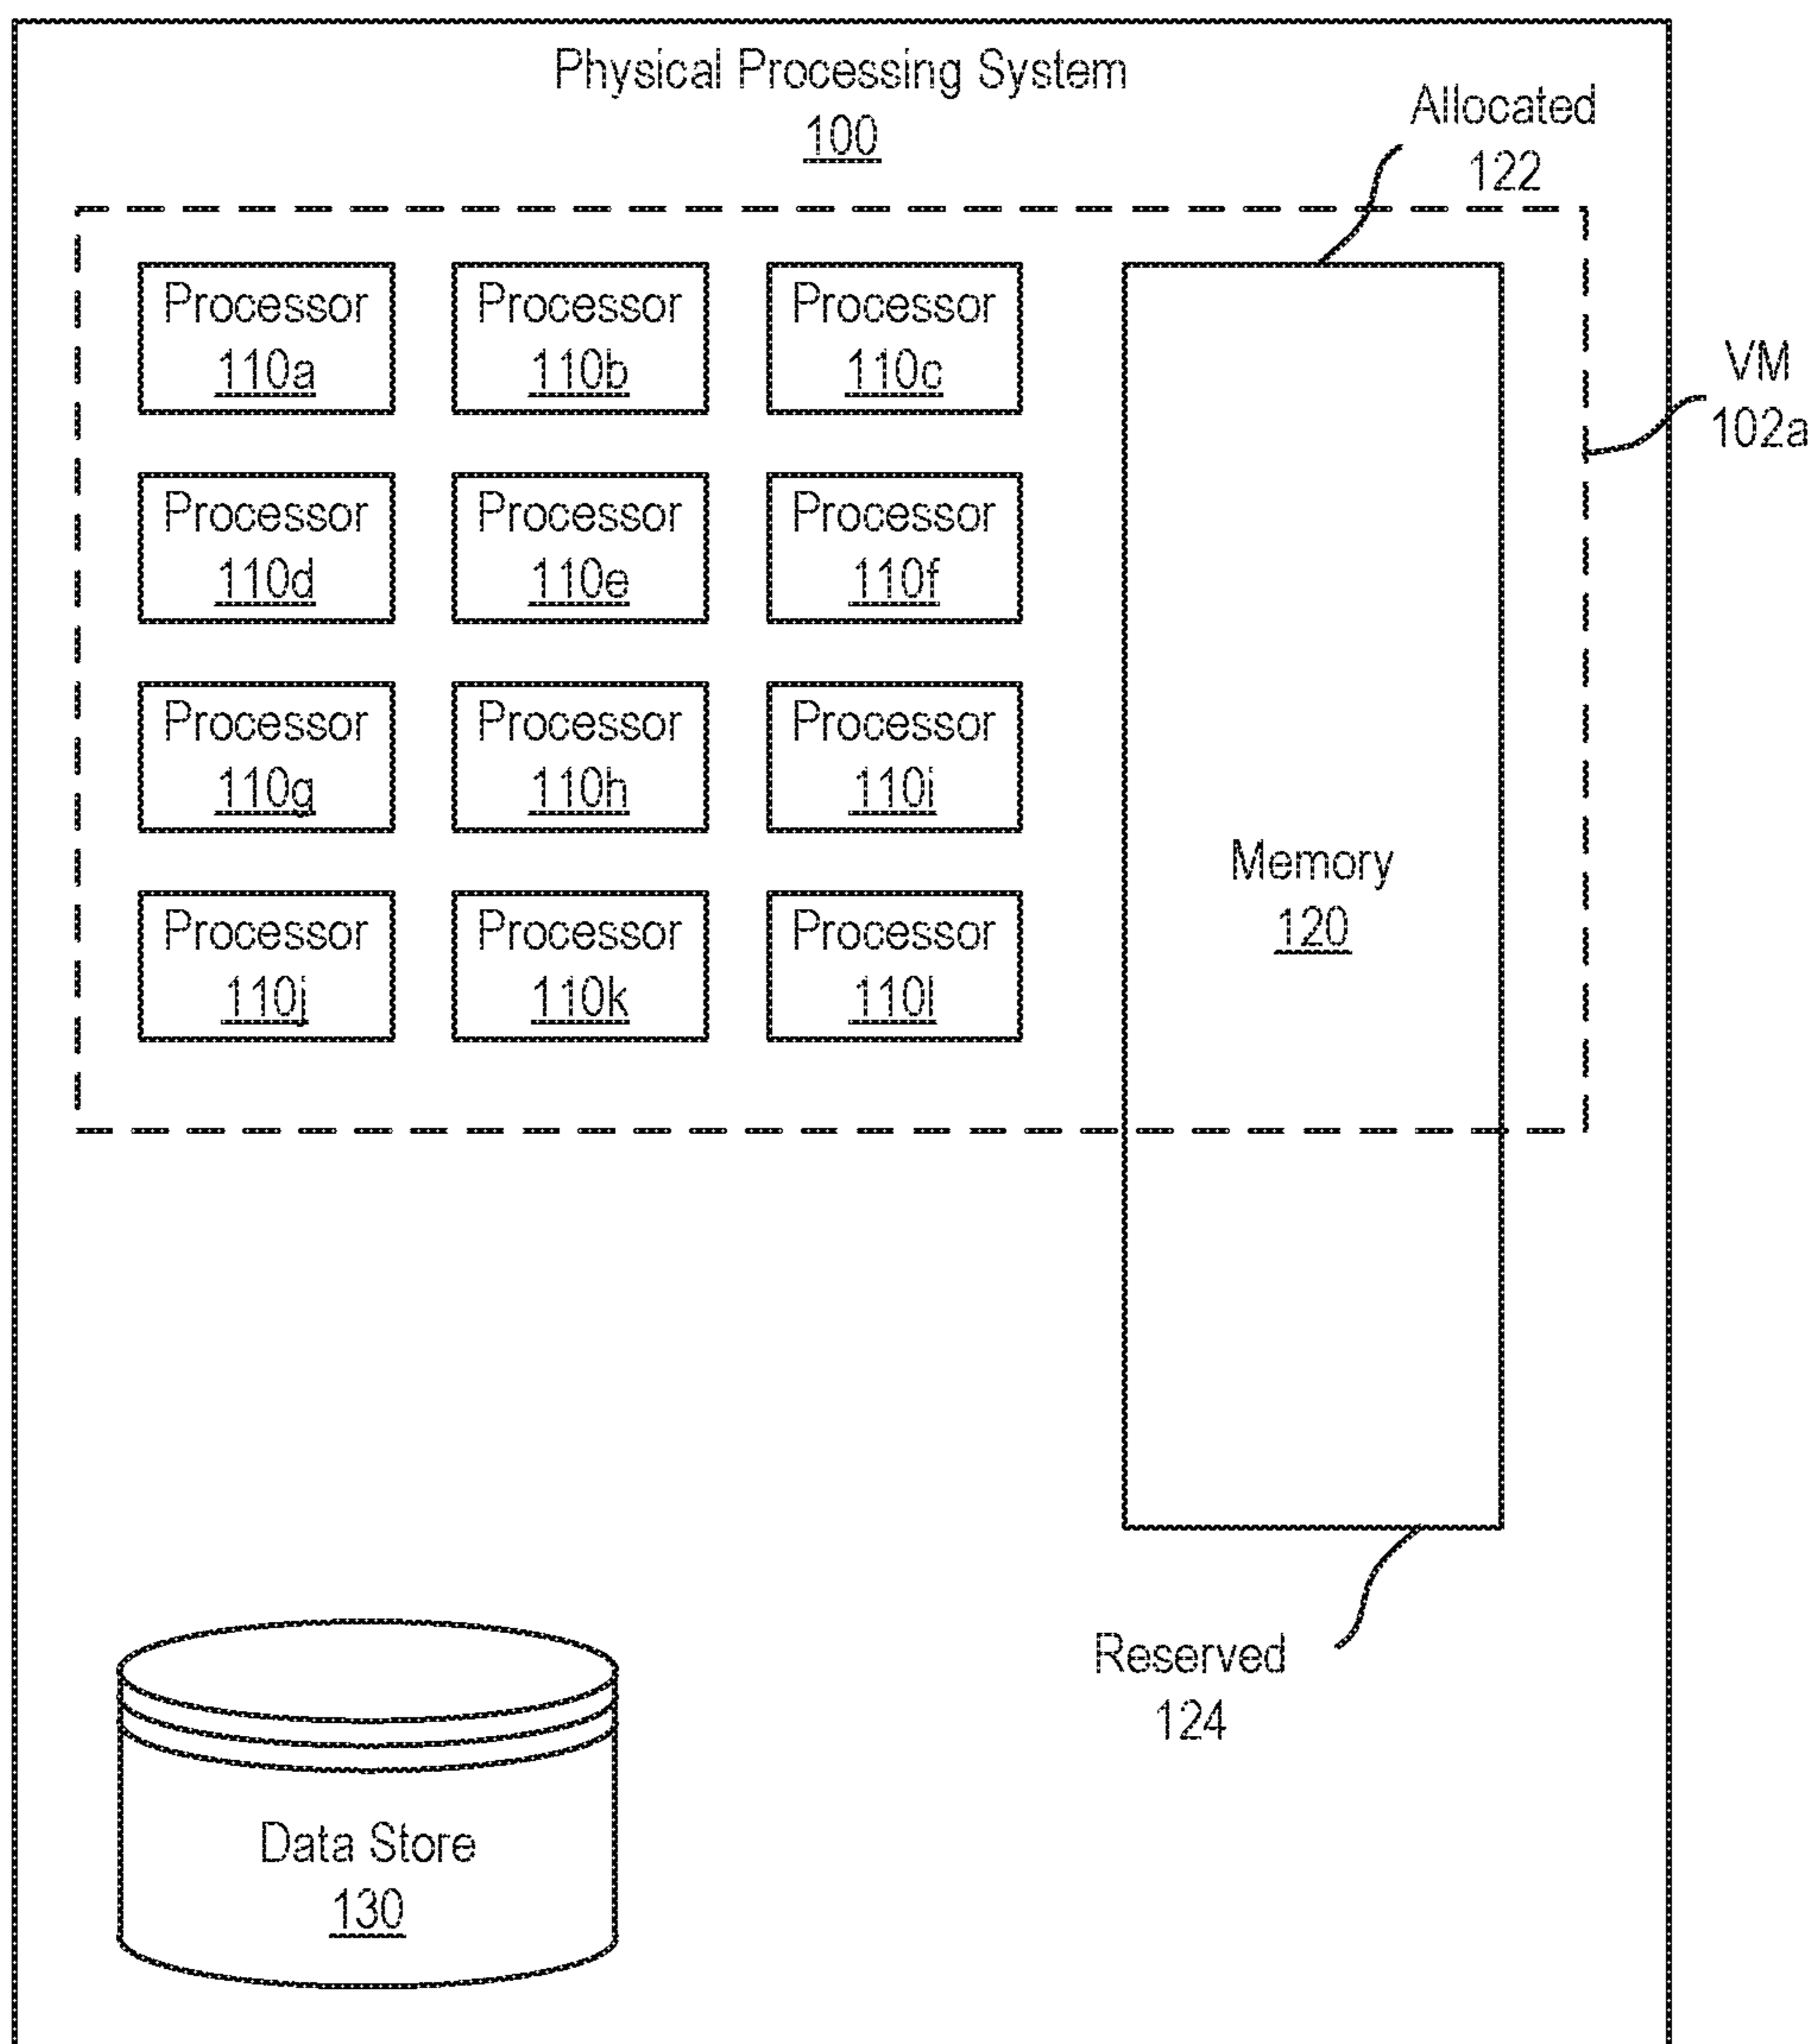 Physical Processing System
100
Allocated
122
Processor
110a
Processor
110b
Processor
110c
VM
102a
Processor
110d
Processor
110e
Processor
110f
Processor
110g
Processor
110h
Processor
110i
Memory
120
Processor
110j
Processor
110k
Processor
110l
Reserved
124
Data Store
130